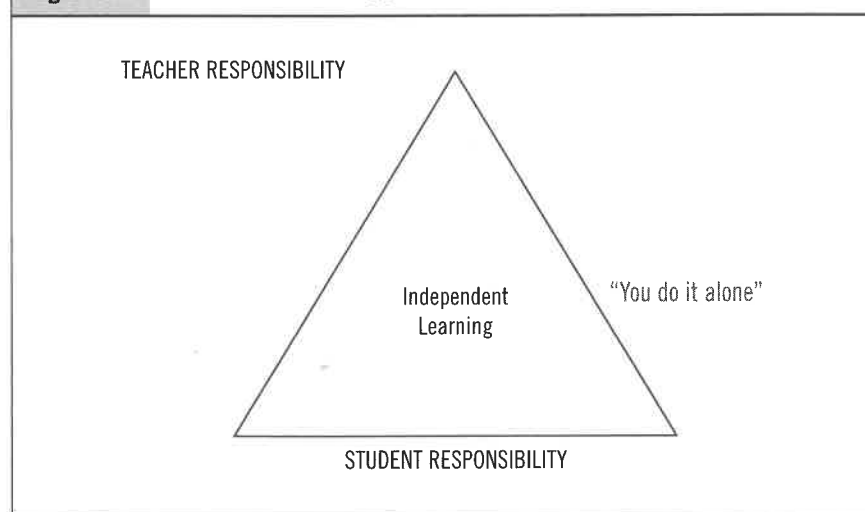 TEACHER RESPONSIBILITY
Independent
Learning
“You do it alone”
STUDENT RESPONSIBILITY